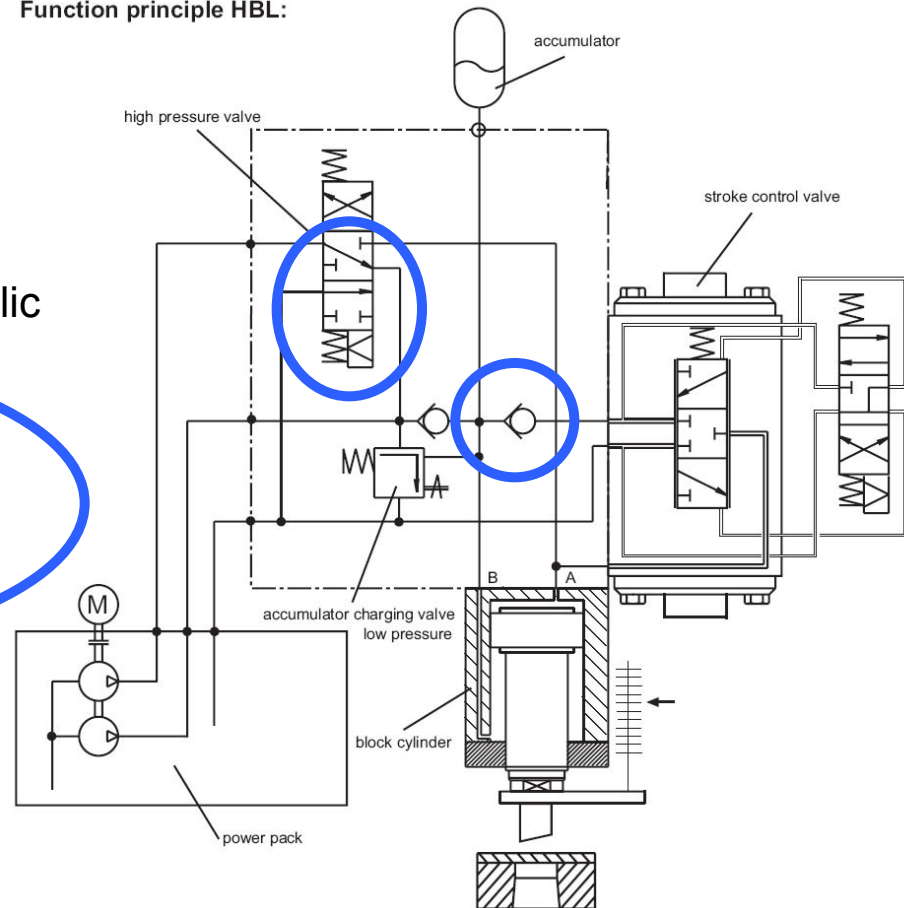 Function principle HBL:
accumulator
high pressure valve
stroke control valve
lic
B
A
accumulator charging valve
low pressure
M
block cylinder
power pack